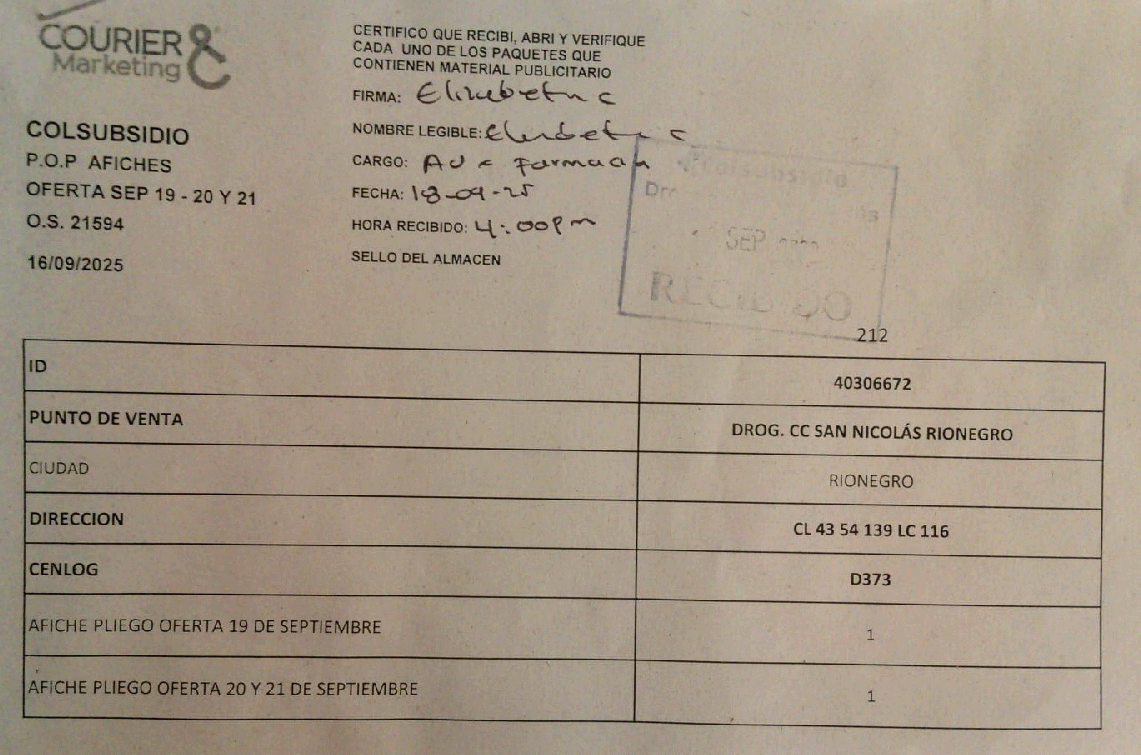 COURIER &
Marketing
COLSUBSIDIO
P.O.P AFICHES
OFERTA SEP 19 - 20 Y 21
O.S. 21594
16/09/2025
CERTIFICO QUE RECIBI, ABRI Y VERIFIQUE
CADA UNO DE LOS PAQUETES QUE
CONTIENEN MATERIAL PUBLICITARIO
FIRMA: Elizabeth C
NOMBRE LEGIBLE: Elizabeth C
CARGO: Farmacia
FECHA: 18-09-25
HORA RECIBIDO: 4:00pm
SELLO DEL ALMACEN
Colsubsidio
SEP
RECIBIDO
212
ID 40306672
PUNTO DE VENTA DROG. CC SAN NICOLÁS RIONEGRO
CIUDAD RIONEGRO
DIRECCION CL 43 54 139 LC 116
CENLOG D373
AFICHE PLIEGO OFERTA 19 DE SEPTIEMBRE 1
AFICHE PLIEGO OFERTA 20 Y 21 DE SEPTIEMBRE 1